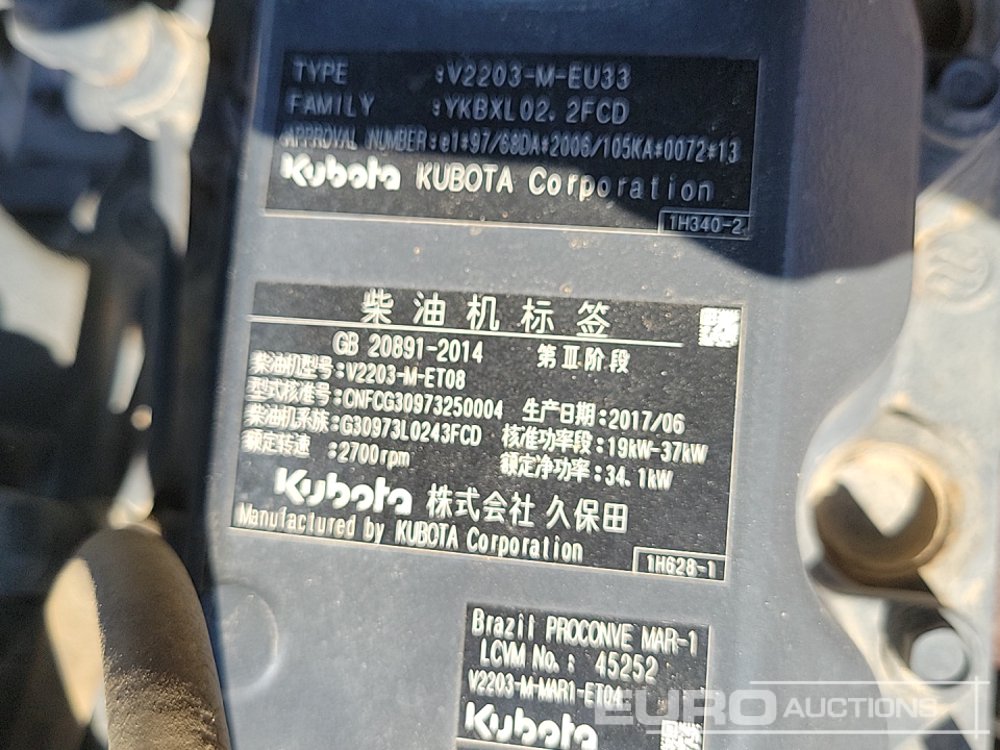 TYPE :V2203-M-EU33
FAMILY :YKBXL02.2FCD
APPROVAL NUMBER:e1*97/68DA*2006/105KA*0072*13
Kubota KUBOTA Corporation
1H340-2
柴油机标签
GB 20891-2014 第Ⅲ阶段
柴油机型号:V2203-M-ET08
型式核准号:CNFCG30973250004 生产日期:2017/06
柴油机系族:G30973L0243FCD 核准功率段:19kW-37kW
额定转速 :2700rpm 额定净功率:34.1kW
Kubota 株式会社 久保田
Manufactured by KUBOTA Corporation
1H628-1
Brazil PROCONVE MAR-1
LCVM No.: 45252
V2203-M-MAR1-ET04
Kubota
EURO AUCTIONS